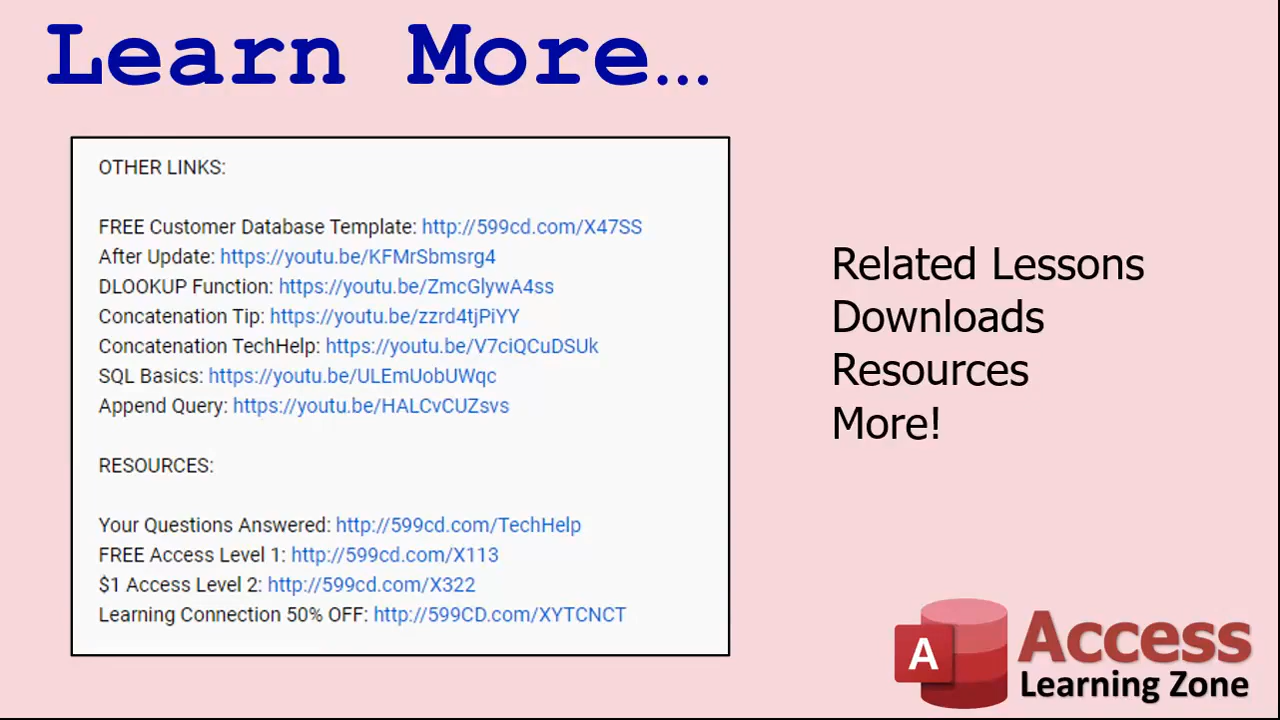 Learn More...
OTHER LINKS:
FREE Customer Database Template: http://599cd.com/X47SS
After Update: https://youtu.be/KFMrSbmsrg4
DLOOKUP Function: https://youtu.be/ZmcGlywA4ss
Concatenation Tip: https://youtu.be/zzrd4tjPiYY
Concatenation TechHelp: https://youtu.be/V7ciQCuDSUk
SQL Basics: https://youtu.be/ULEmUobUWqc
Append Query: https://youtu.be/HALCvCUZsvs
RESOURCES:
Your Questions Answered: http://599cd.com/TechHelp
FREE Access Level 1: http://599cd.com/X113
$1 Access Level 2: http://599cd.com/X322
Learning Connection 50% OFF: http://599CD.com/XYTCNCT
Related Lessons
Downloads
Resources
More!
A
Access
Learning Zone